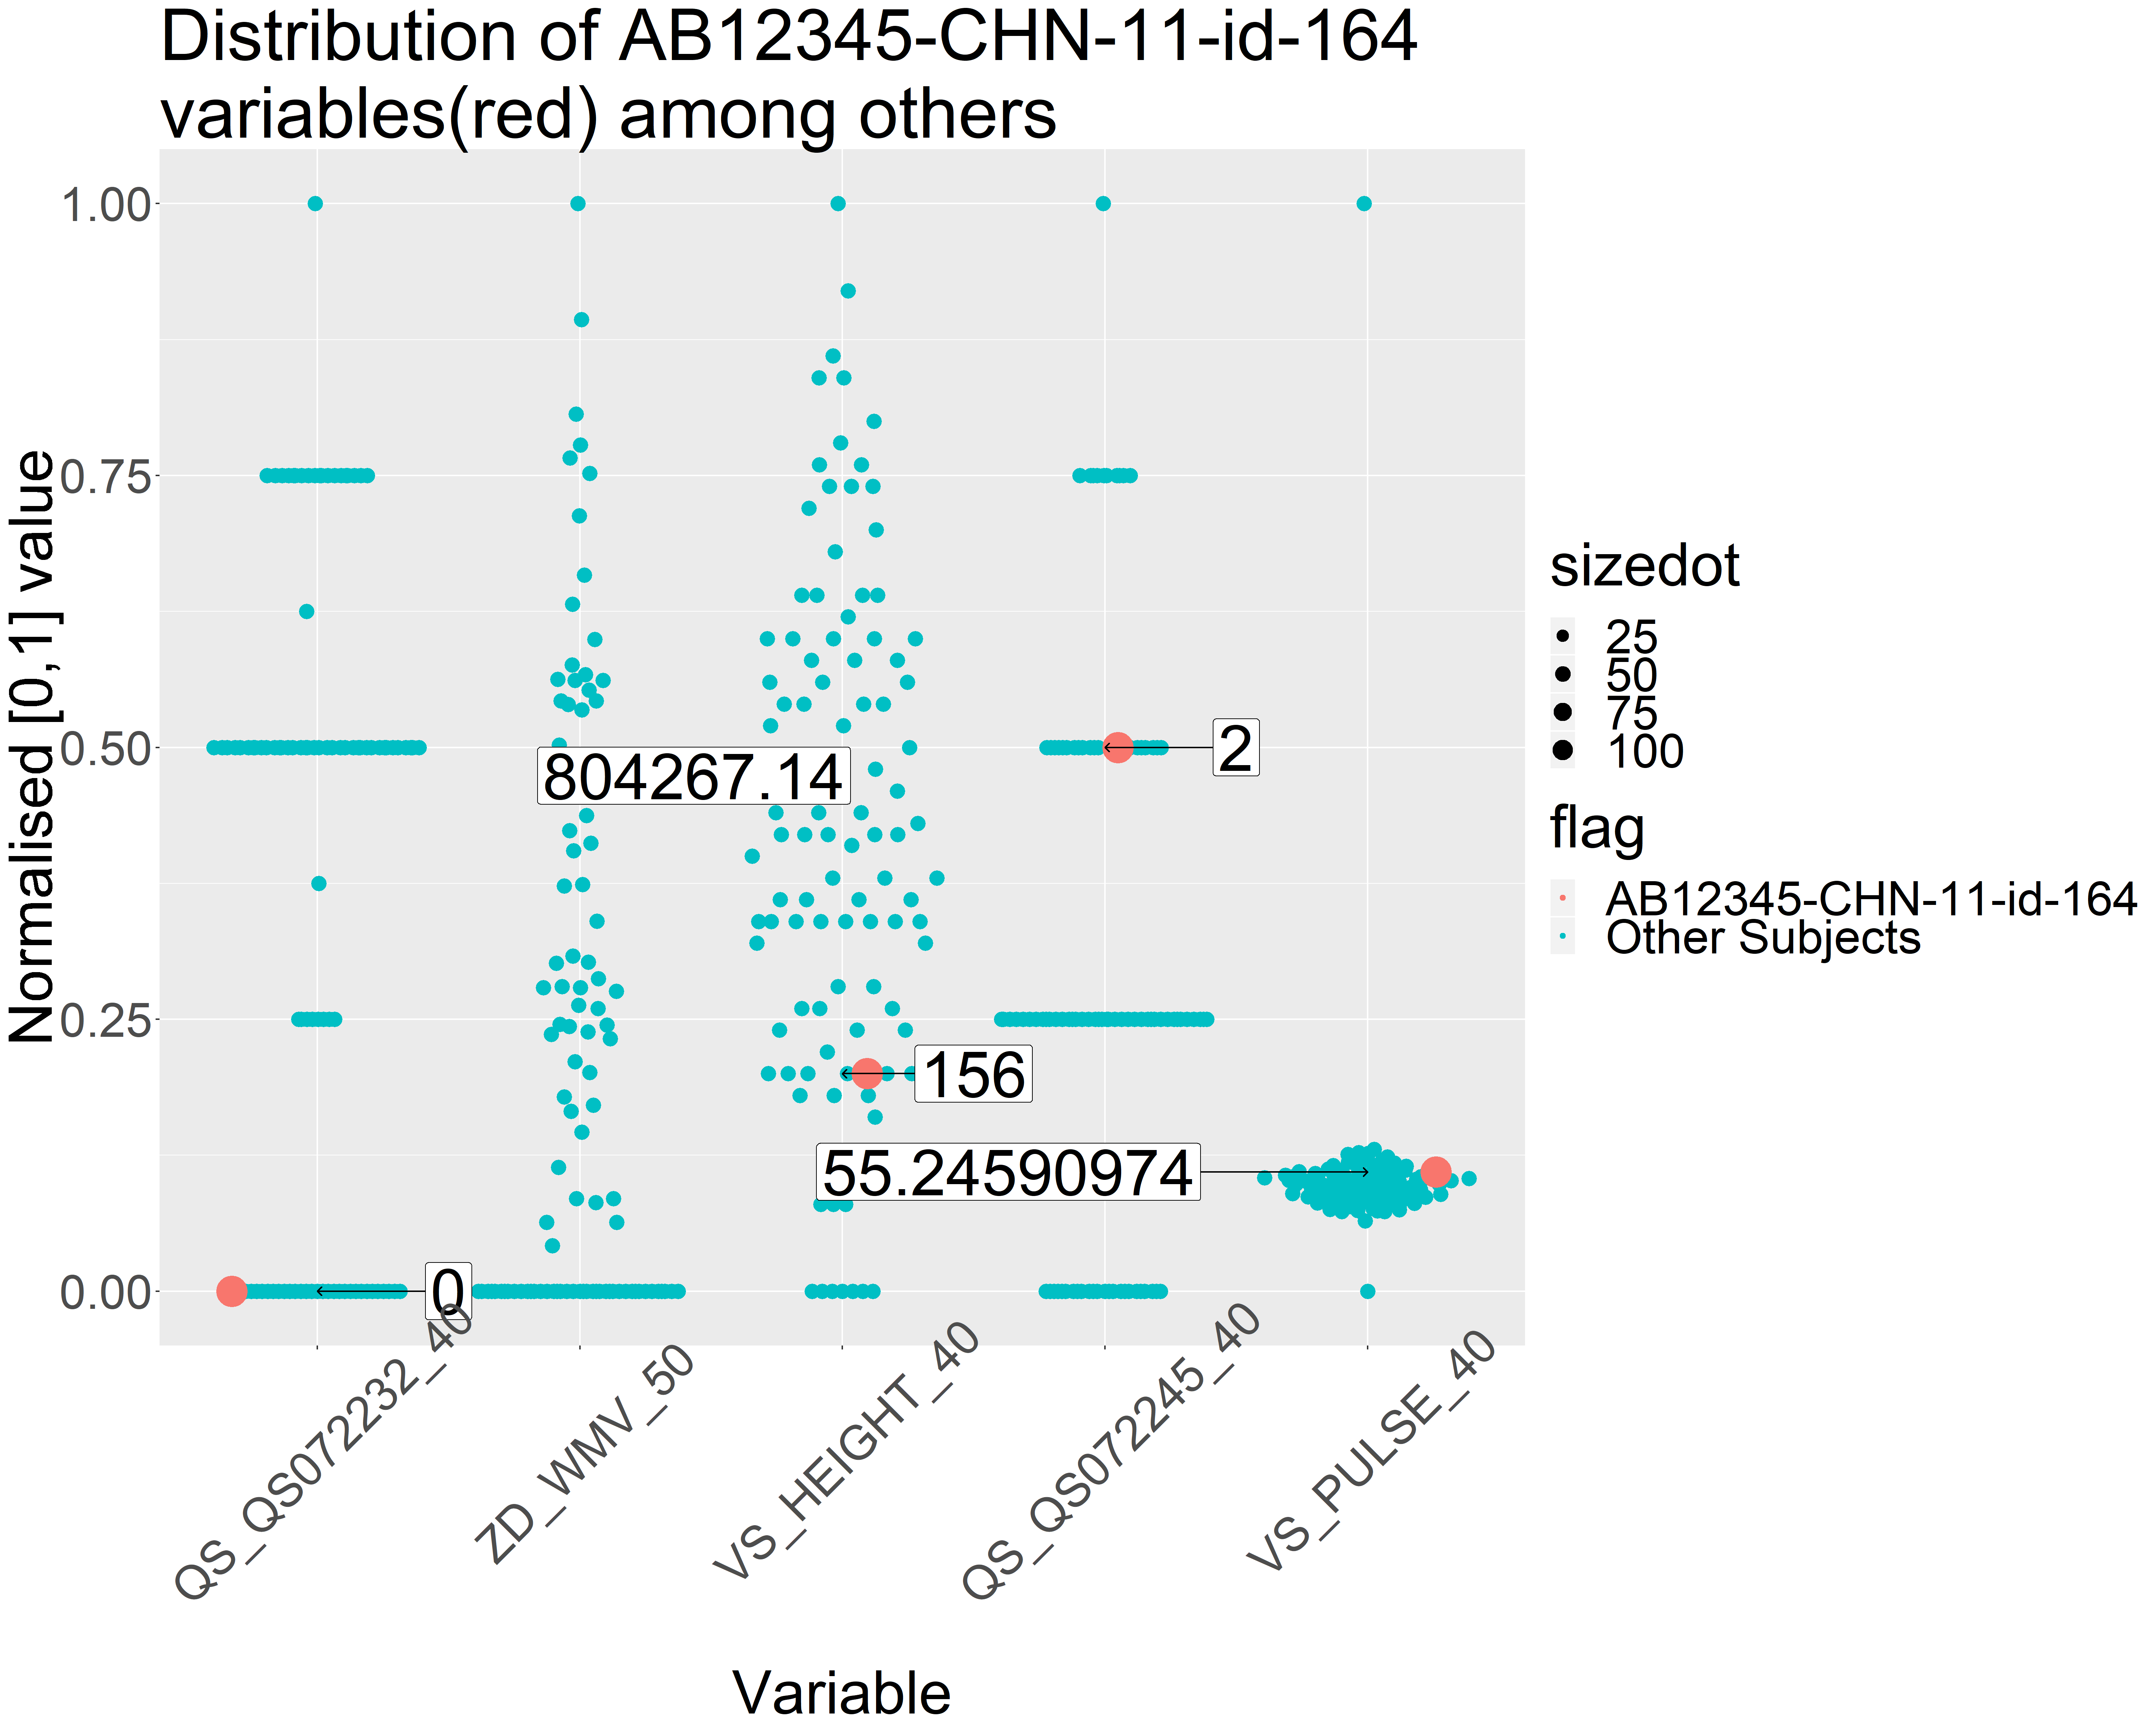 Distribution of AB12345-CHN-11-id-164
variables(red) among others
Normalised [0,1] value
1.00
0.75
0.50
0.25
0.00
804267.14
2
156
55.24590974
0
QS_QS072232_40
ZD_WMV_50
VS_HEIGHT_40
QS_QS072245_40
VS_PULSE_40
Variable
sizedot
25
50
75
100
flag
AB12345-CHN-11-id-164
Other Subjects